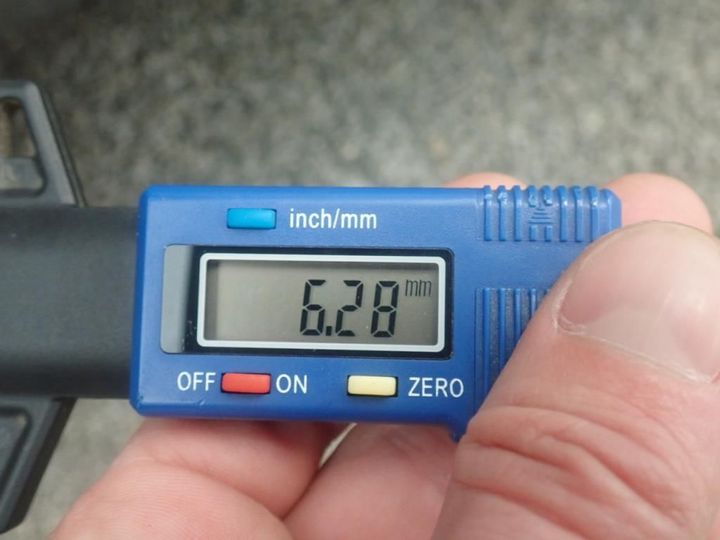 inch/mm
6.28 mm
OFF ON ZERO